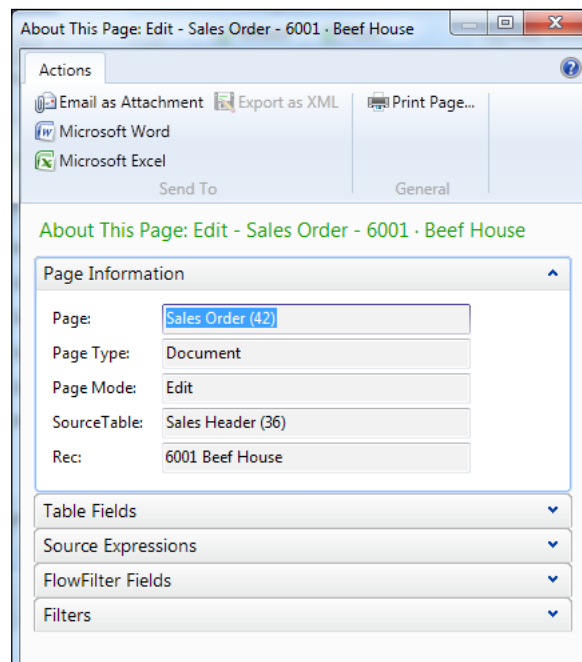 About This Page: Edit - Sales Order - 6001 · Beef House
Actions
Email as Attachment Export as XML Print Page...
Microsoft Word
Microsoft Excel
Send To General
About This Page: Edit - Sales Order - 6001 · Beef House
Page Information
Page: Sales Order (42)
Page Type: Document
Page Mode: Edit
SourceTable: Sales Header (36)
Rec: 6001 Beef House
Table Fields
Source Expressions
FlowFilter Fields
Filters